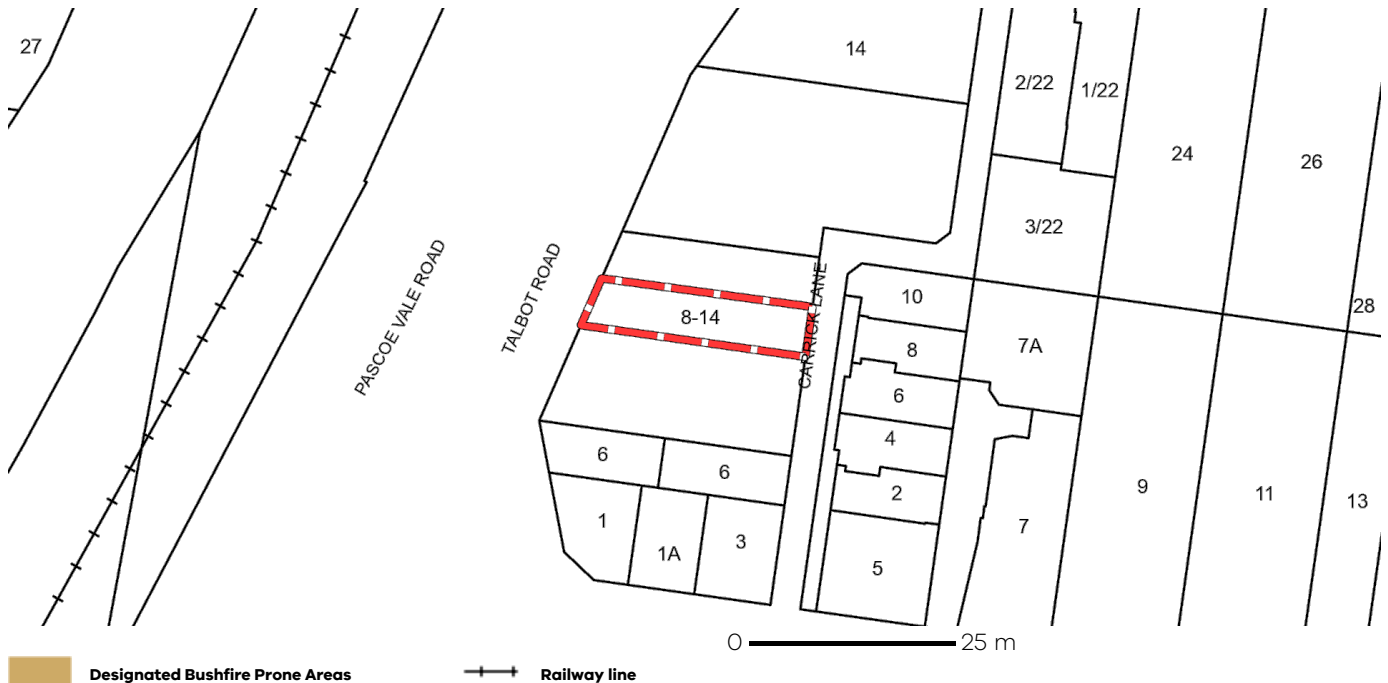 27
14
2/22
1/22
24
26
3/22
PASCOE VALE ROAD
TALBOT ROAD
CARRICK LANE
8-14
10
28
8
7A
6
4
6
6
2
9
11
13
1
1A
3
7
5
0 25 m
Designated Bushfire Prone Areas
Railway line